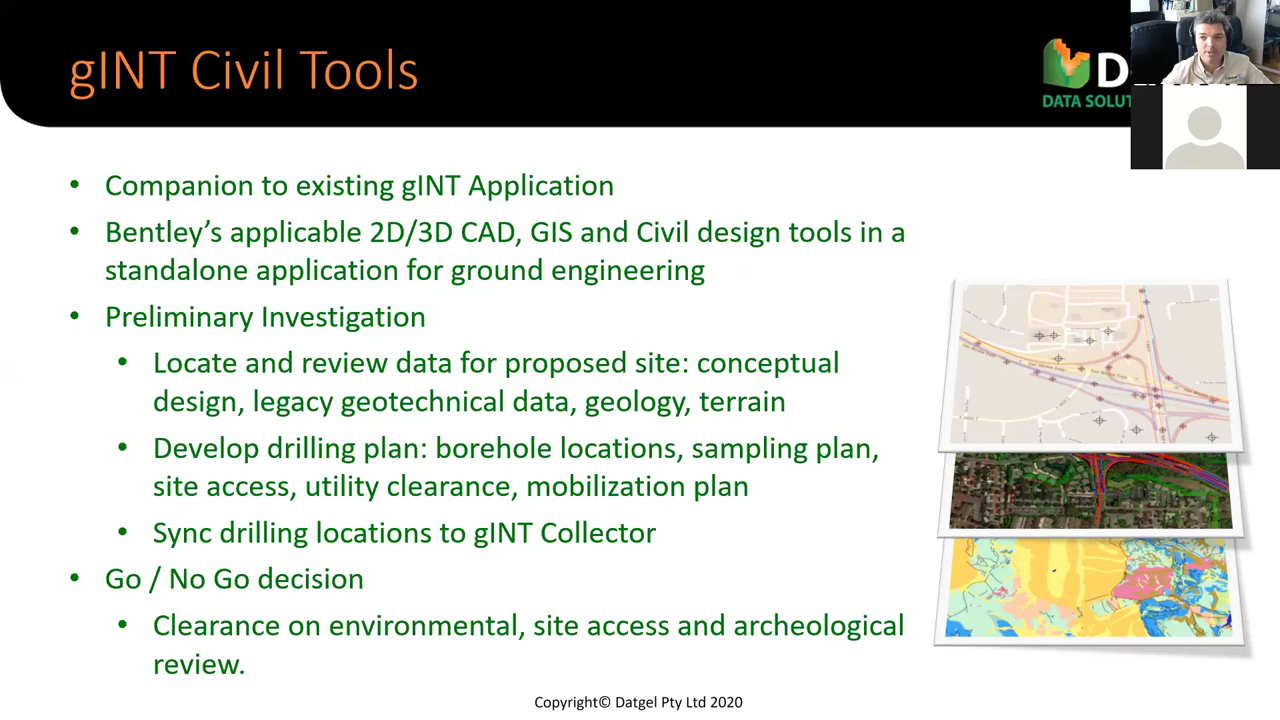 gINT Civil Tools
DATA SOLUT
• Companion to existing gINT Application
• Bentley’s applicable 2D/3D CAD, GIS and Civil design tools in a
standalone application for ground engineering
• Preliminary Investigation
• Locate and review data for proposed site: conceptual
design, legacy geotechnical data, geology, terrain
• Develop drilling plan: borehole locations, sampling plan,
site access, utility clearance, mobilization plan
• Sync drilling locations to gINT Collector
• Go / No Go decision
• Clearance on environmental, site access and archeological
review.
Copyright© Datgel Pty Ltd 2020